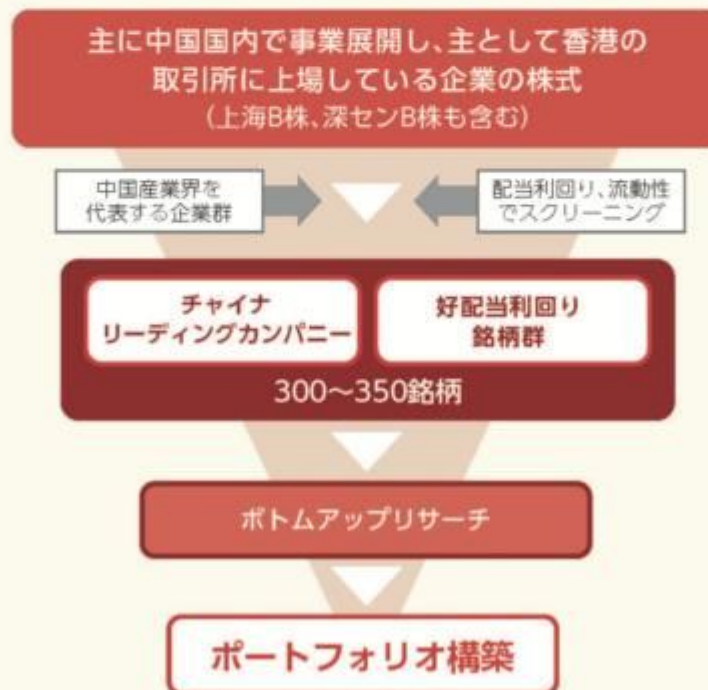 主に中国国内で事業展開し、主として香港の
取引所に上場している企業の株式
(上海B株、深センB株も含む)
中国産業界を
代表する企業群
配当利回り、流動性
でスクリーニング
チャイナ
リーディングカンパニー
好配当利回り
銘柄群
300～350銘柄
ボトムアップリサーチ
ポートフォリオ構築